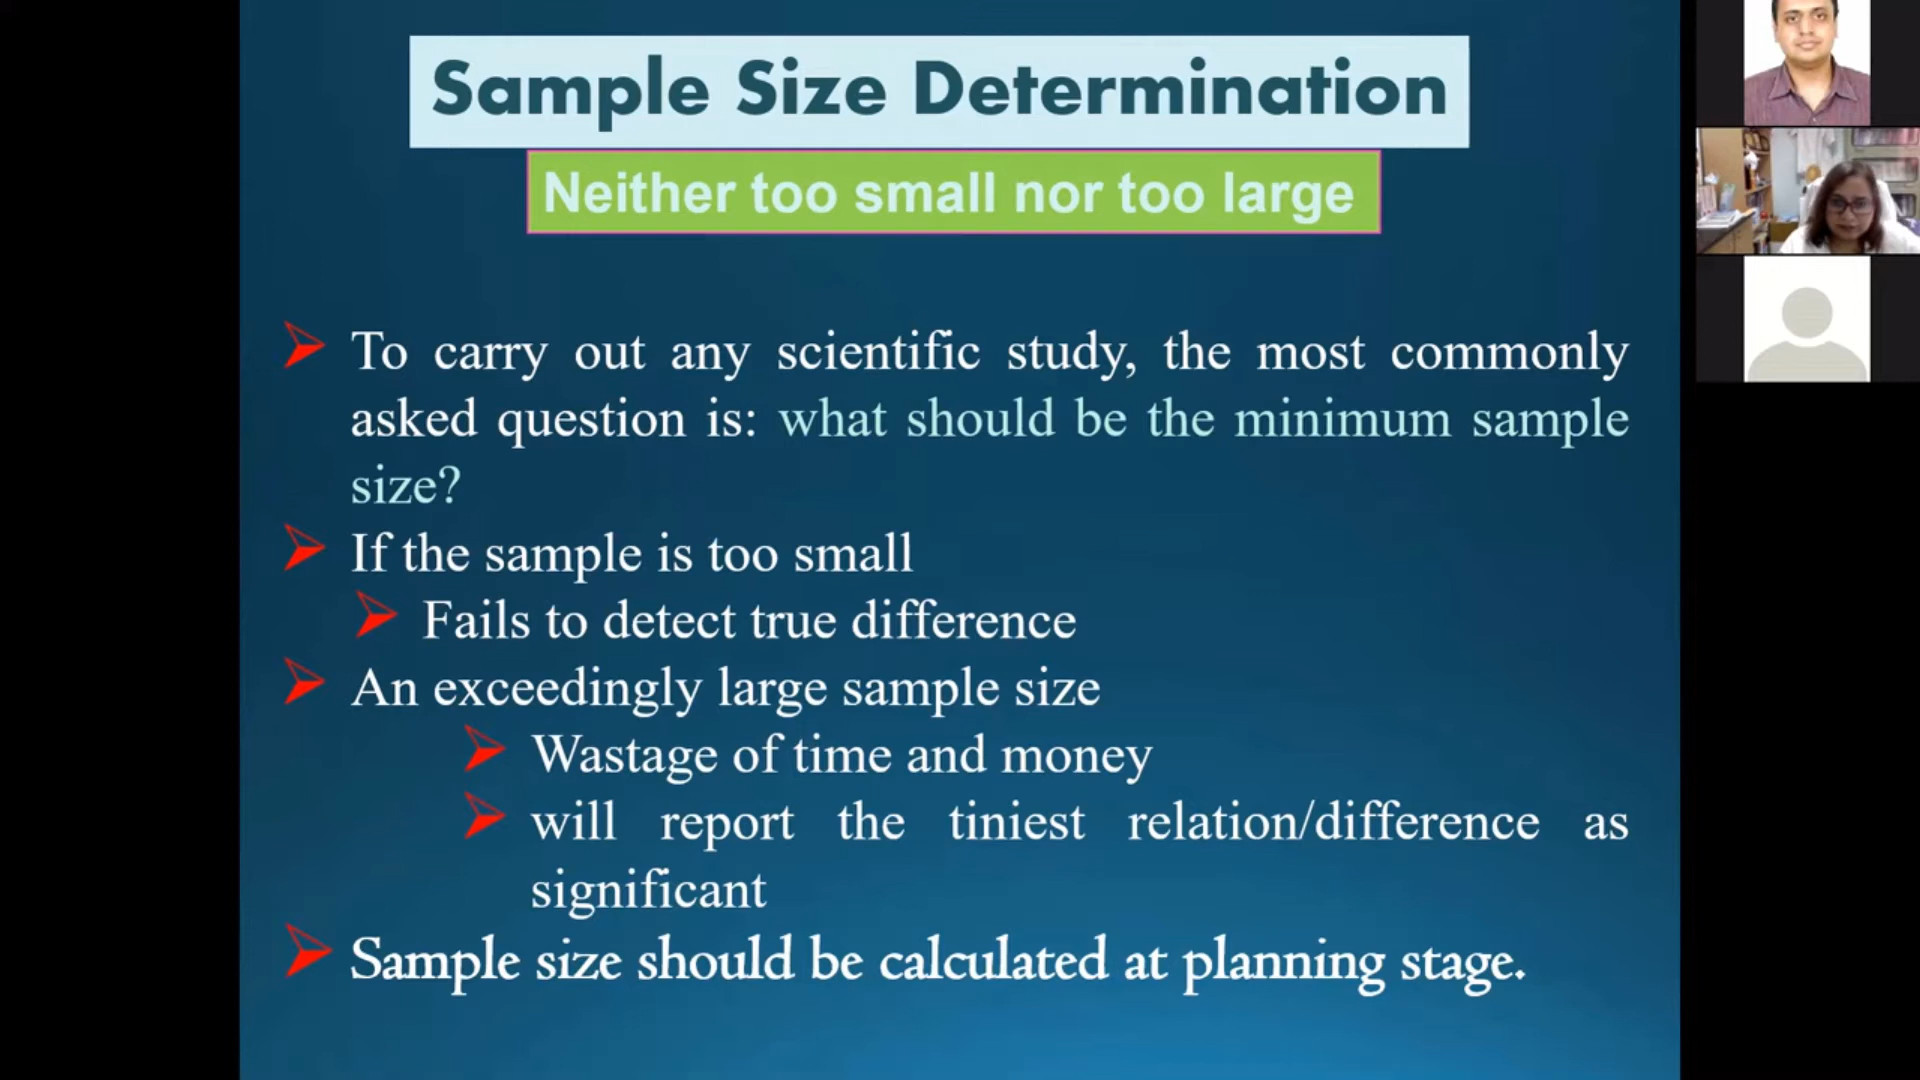 Sample Size Determination
Neither too small nor too large
To carry out any scientific study, the most commonly
asked question is: what should be the minimum sample
size?
If the sample is too small
Fails to detect true difference
An exceedingly large sample size
Wastage of time and money
will report the tiniest relation/difference as
significant
Sample size should be calculated at planning stage.